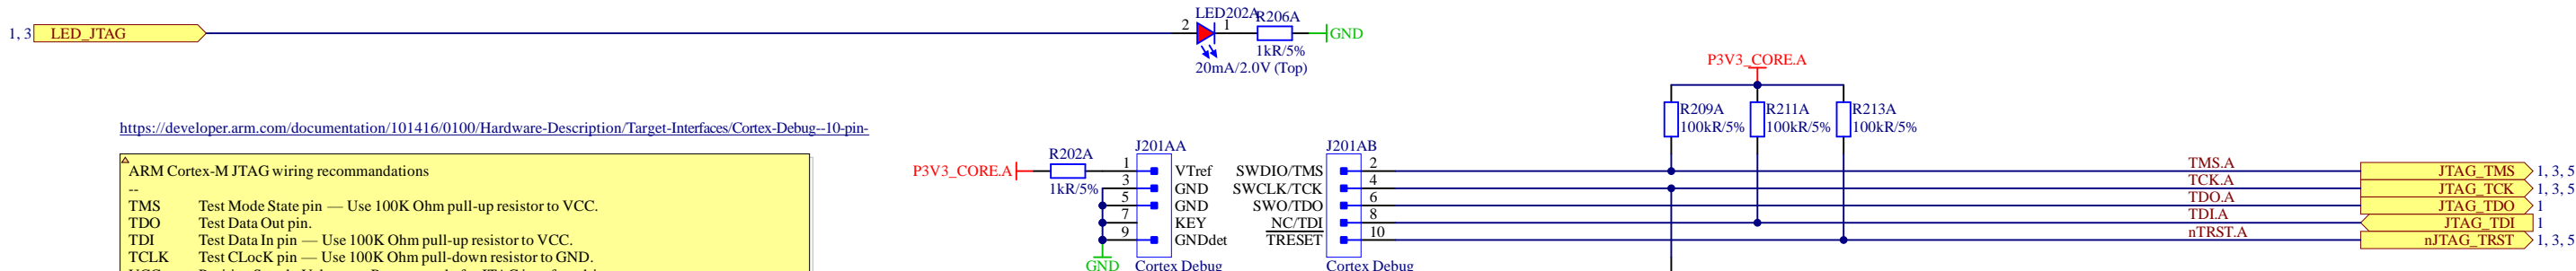 LED202A
R206A
1, 3 LED_JTAG
2
1
GND
1kR/5%
20mA/2.0V (Top)
P3V3_CORE.A
R209A
100kR/5%
R211A
100kR/5%
R213A
100kR/5%
https://developer.arm.com/documentation/101416/0100/Hardware-Description/Target-Interfaces/Cortex-Debug--10-pin-
ARM Cortex-M JTAG wiring recommandations
--
TMS Test Mode State pin — Use 100K Ohm pull-up resistor to VCC.
TDO Test Data Out pin.
TDI Test Data In pin — Use 100K Ohm pull-up resistor to VCC.
TCLK Test CLocK pin — Use 100K Ohm pull-down resistor to GND.
P3V3_CORE.A
R202A
1kR/5%
J201AA
1 VTref
3 GND
5 GND
7 KEY
9 GNDdet
GND
Cortex Debug
J201AB
SWDIO/TMS 2
SWCLK/TCK 4
SWO/TDO 6
NC/TDI 8
TRESET 10
Cortex Debug
TMS.A
TCK.A
TDO.A
TDI.A
nTRST.A
JTAG_TMS 1, 3, 5
JTAG_TCK 1, 3, 5
JTAG_TDO 1
JTAG_TDI 1
nJTAG_TRST 1, 3, 5